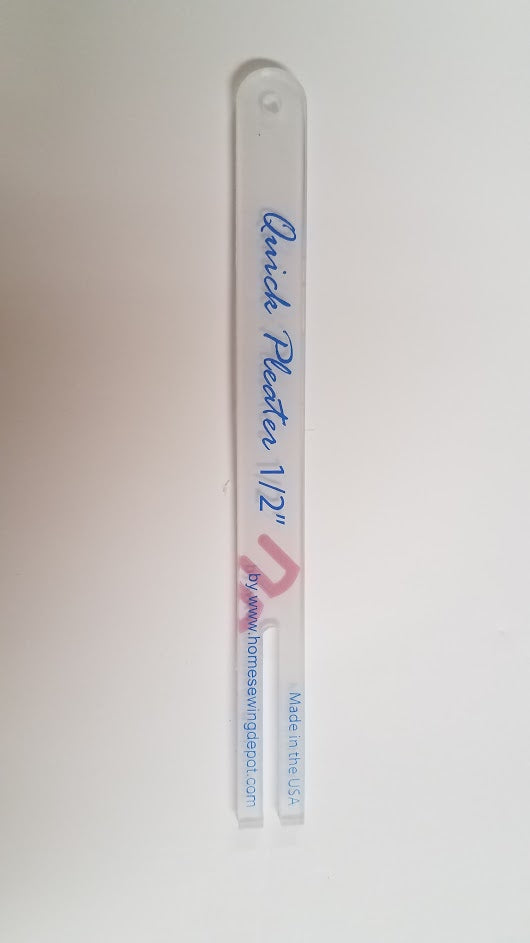 Quick Pleater 1/2"
by www.homesewingdepot.com
Made in the USA